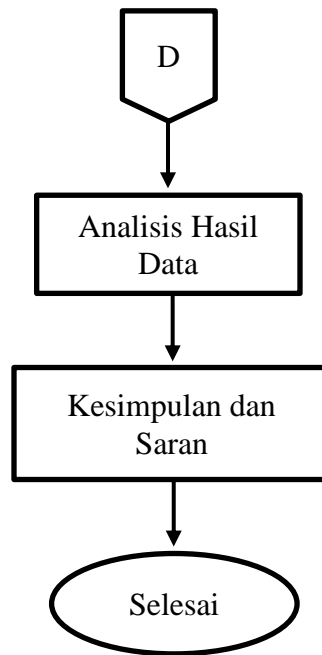 D
Analisis Hasil
Data
Kesimpulan dan
Saran
Selesai